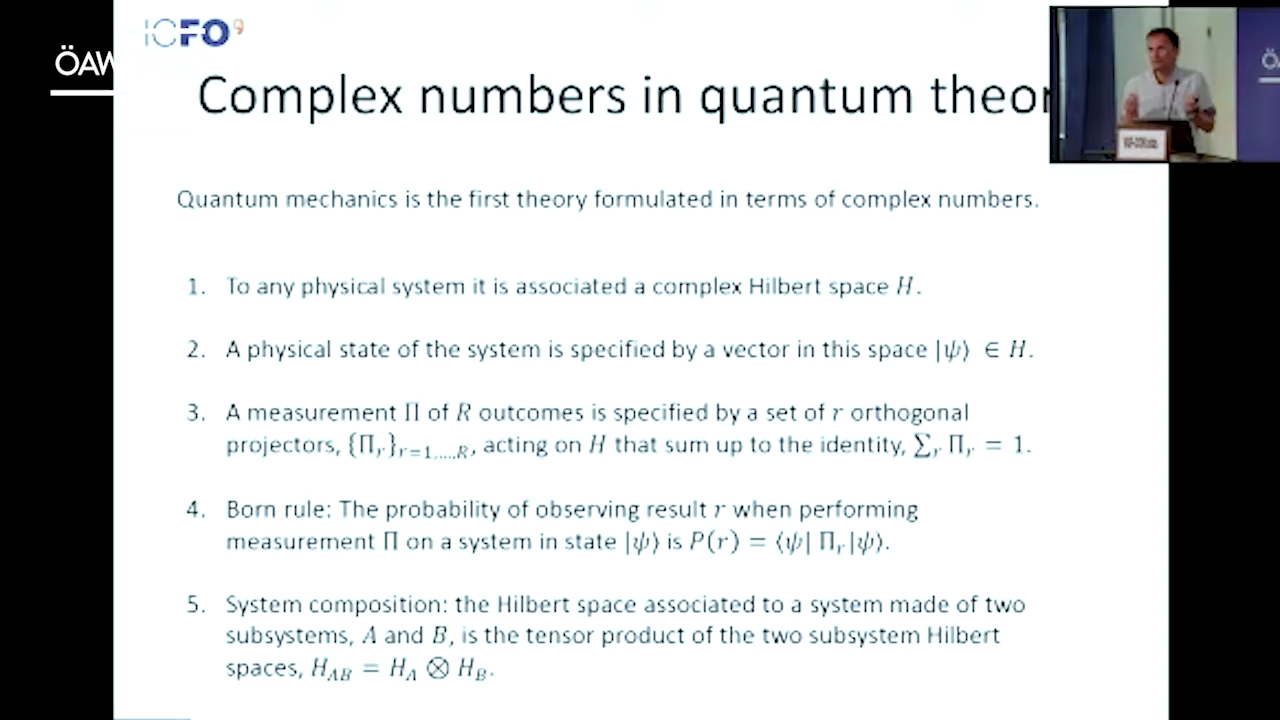 ICFO
ÖAW
Complex numbers in quantum theor
Quantum mechanics is the first theory formulated in terms of complex numbers.
1. To any physical system it is associated a complex Hilbert space H.
2. A physical state of the system is specified by a vector in this space |ψ⟩ ∈ H.
3. A measurement Π of R outcomes is specified by a set of r orthogonal
projectors, {Πᵣ}ᵣ₌₁,...,R, acting on H that sum up to the identity, ∑ᵣ Πᵣ = 1.
4. Born rule: The probability of observing result r when performing
measurement Π on a system in state |ψ⟩ is P(r) = ⟨ψ| Πᵣ|ψ⟩.
5. System composition: the Hilbert space associated to a system made of two
subsystems, A and B, is the tensor product of the two subsystem Hilbert
spaces, H_AB = H_A ⊗ H_B.